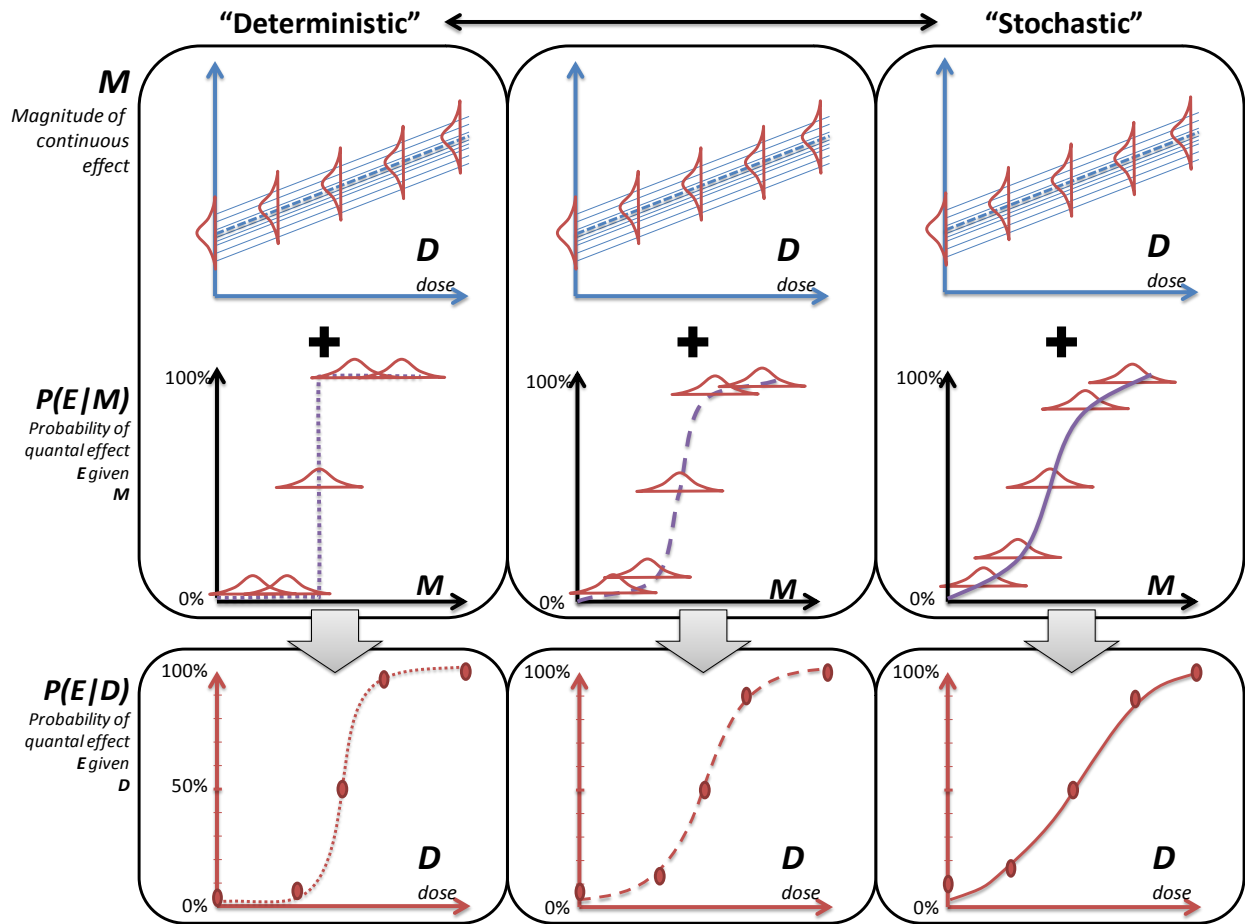 “Deterministic”
“Stochastic”
M
Magnitude of
continuous
effect
D
dose
D
dose
D
dose
P(E|M)
Probability of
quantal effect
E given
M
100%
0%
M
100%
0%
M
100%
0%
M
P(E|D)
Probability of
quantal effect
E given
D
100%
50%
0%
D
dose
100%
0%
D
dose
100%
0%
D
dose